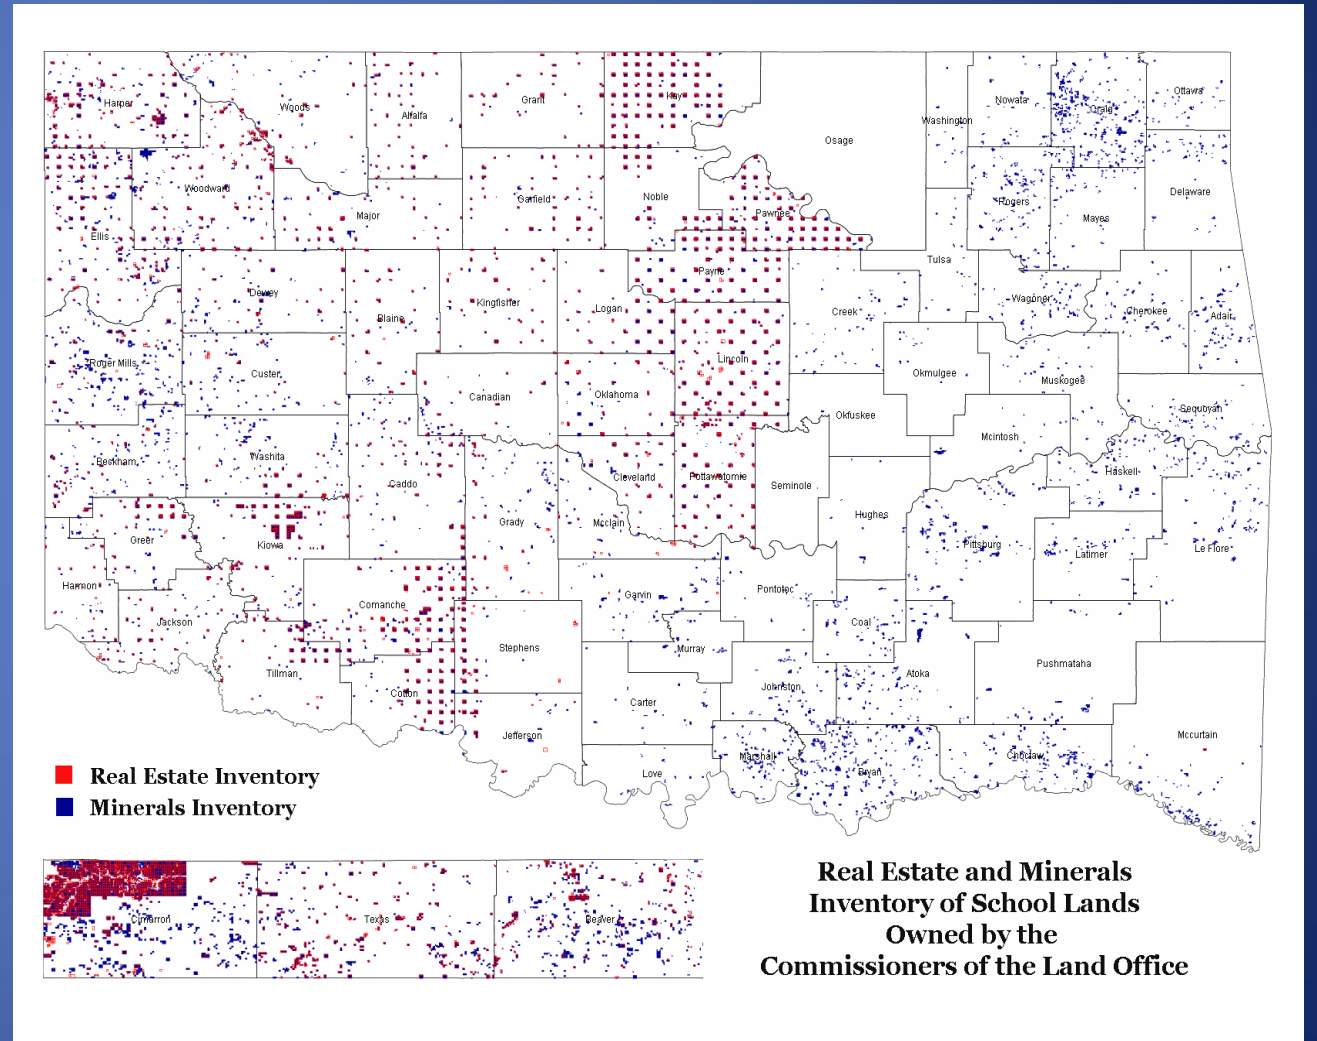 Harper
Woods
Alfalfa
Grant
Kay
Osage
Washington
Nowata
Craig
Ottawa
Woodward
Major
Garfield
Noble
Pawnee
Rogers
Mayes
Delaware
Ellis
Dewey
Blaine
Kingfisher
Logan
Payne
Creek
Tulsa
Wagoner
Cherokee
Adair
Roger Mills
Custer
Canadian
Oklahoma
Lincoln
Okfuskee
Okmulgee
Muskogee
Sequoyah
Beckham
Washita
Caddo
Grady
Cleveland
Pottawatomie
Seminole
Mcintosh
Haskell
Greer
Kiowa
Mcclain
Hughes
Pittsburg
Latimer
Le Flore
Harmon
Jackson
Comanche
Garvin
Pontotoc
Coal
Tillman
Cotton
Stephens
Murray
Johnston
Atoka
Pushmataha
Jefferson
Carter
Love
Marshall
Bryan
Choctaw
Mccurtain
Real Estate Inventory
Minerals Inventory
Cimarron
Texas
Beaver
Real Estate and Minerals
Inventory of School Lands
Owned by the
Commissioners of the Land Office